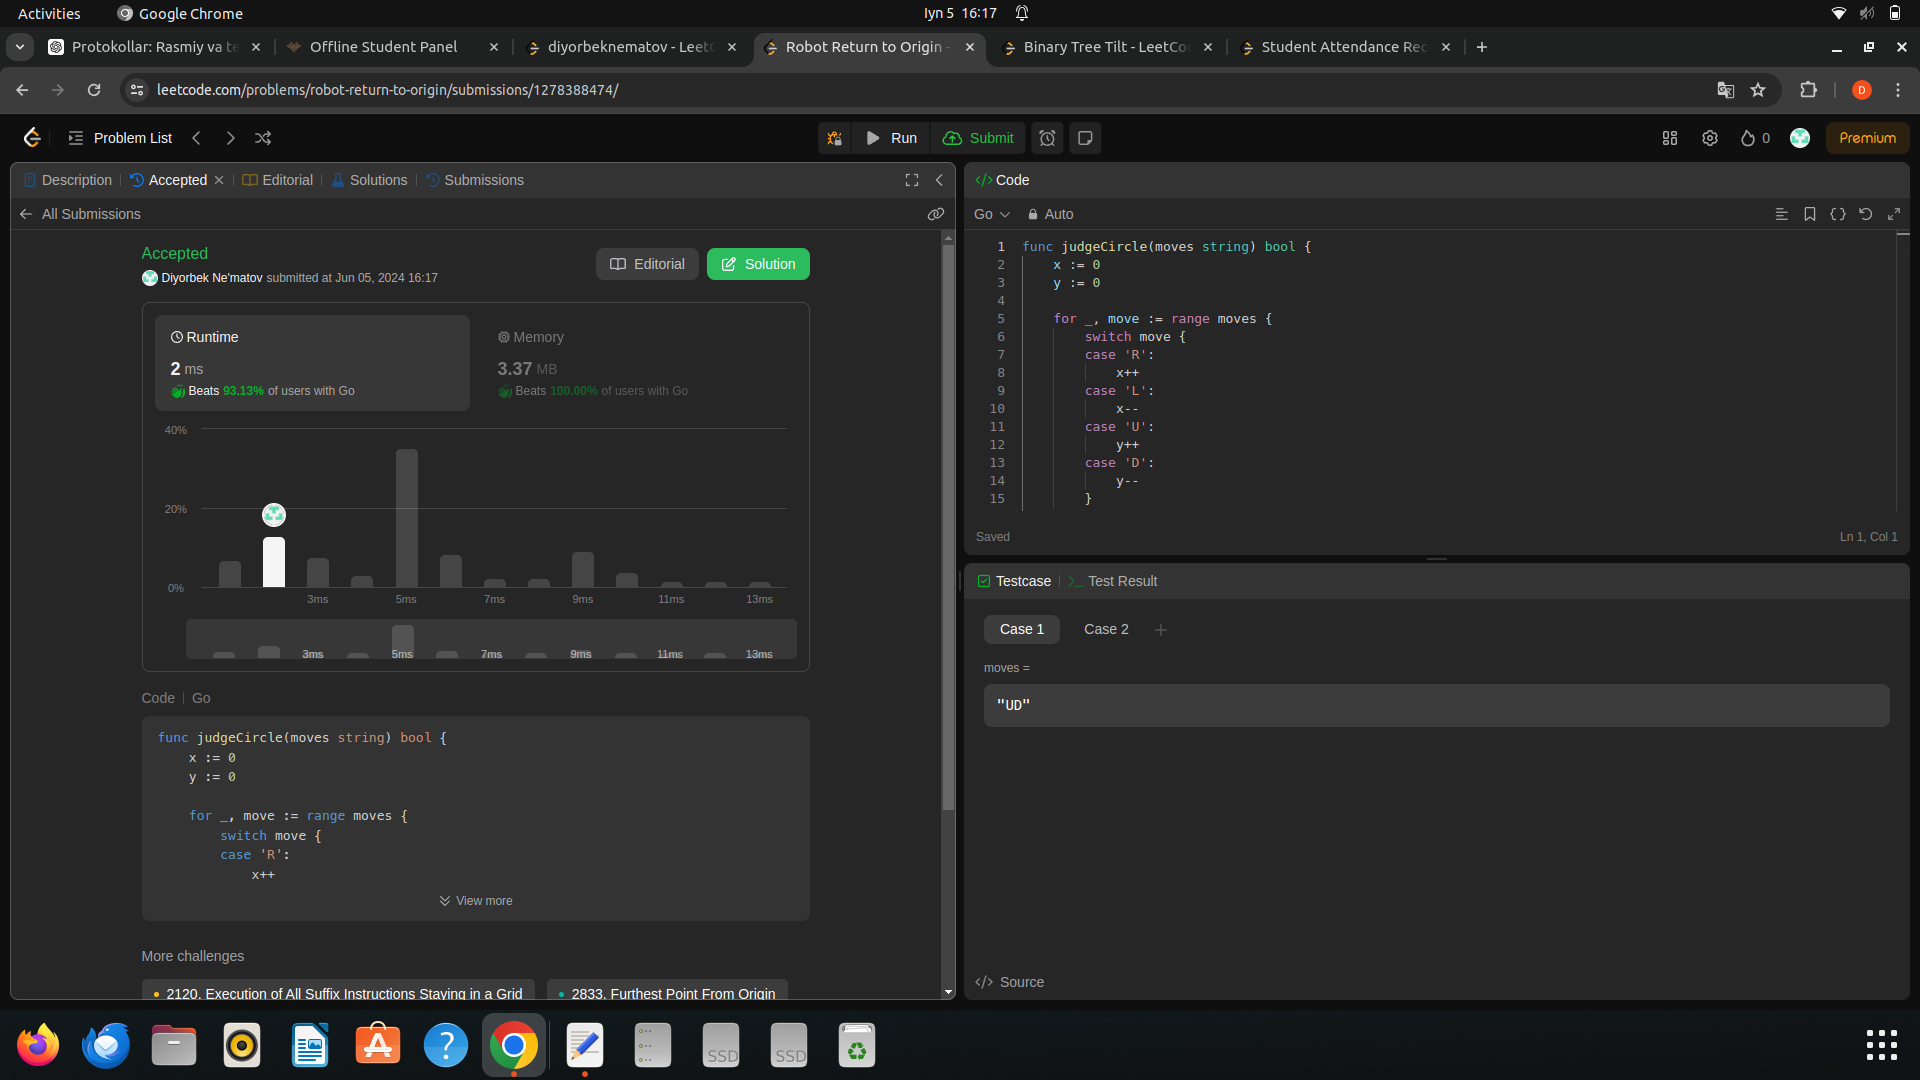 Activities
Google Chrome
Iyn 5 16:17
Protokollar: Rasmiy va te
Offline Student Panel
diyorbeknematov - LeetC
Robot Return to Origin -
Binary Tree Tilt - LeetCo
Student Attendance Rec
leetcode.com/problems/robot-return-to-origin/submissions/1278388474/
D
Problem List
Run
Submit
0
Premium
Description
Accepted
Editorial
Solutions
Submissions
All Submissions
Accepted
Diyorbek Ne'matov submitted at Jun 05, 2024 16:17
Editorial
Solution
Runtime
2 ms
Beats 93.13% of users with Go
Memory
3.37 MB
Beats 100.00% of users with Go
40%
20%
0%
3ms
5ms
7ms
9ms
11ms
13ms
3ms
5ms
7ms
9ms
11ms
13ms
Code
Go
func judgeCircle(moves string) bool {
x := 0
y := 0
for _, move := range moves {
switch move {
case 'R':
x++
View more
More challenges
2120. Execution of All Suffix Instructions Staying in a Grid
2833. Furthest Point From Origin
</> Code
Go
Auto
1 func judgeCircle(moves string) bool {
2 x := 0
3 y := 0
4
5 for _, move := range moves {
6 switch move {
7 case 'R':
8 x++
9 case 'L':
10 x--
11 case 'U':
12 y++
13 case 'D':
14 y--
15 }
Saved
Ln 1, Col 1
Testcase
Test Result
Case 1
Case 2
moves =
"UD"
</> Source
SSD
SSD